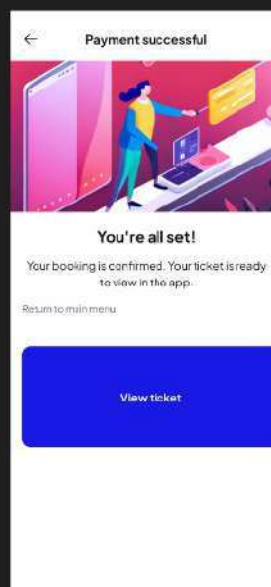 Payment successful
You're all set!
Your booking is confirmed. Your ticket is ready
to view in the app.
Return to main menu
View ticket